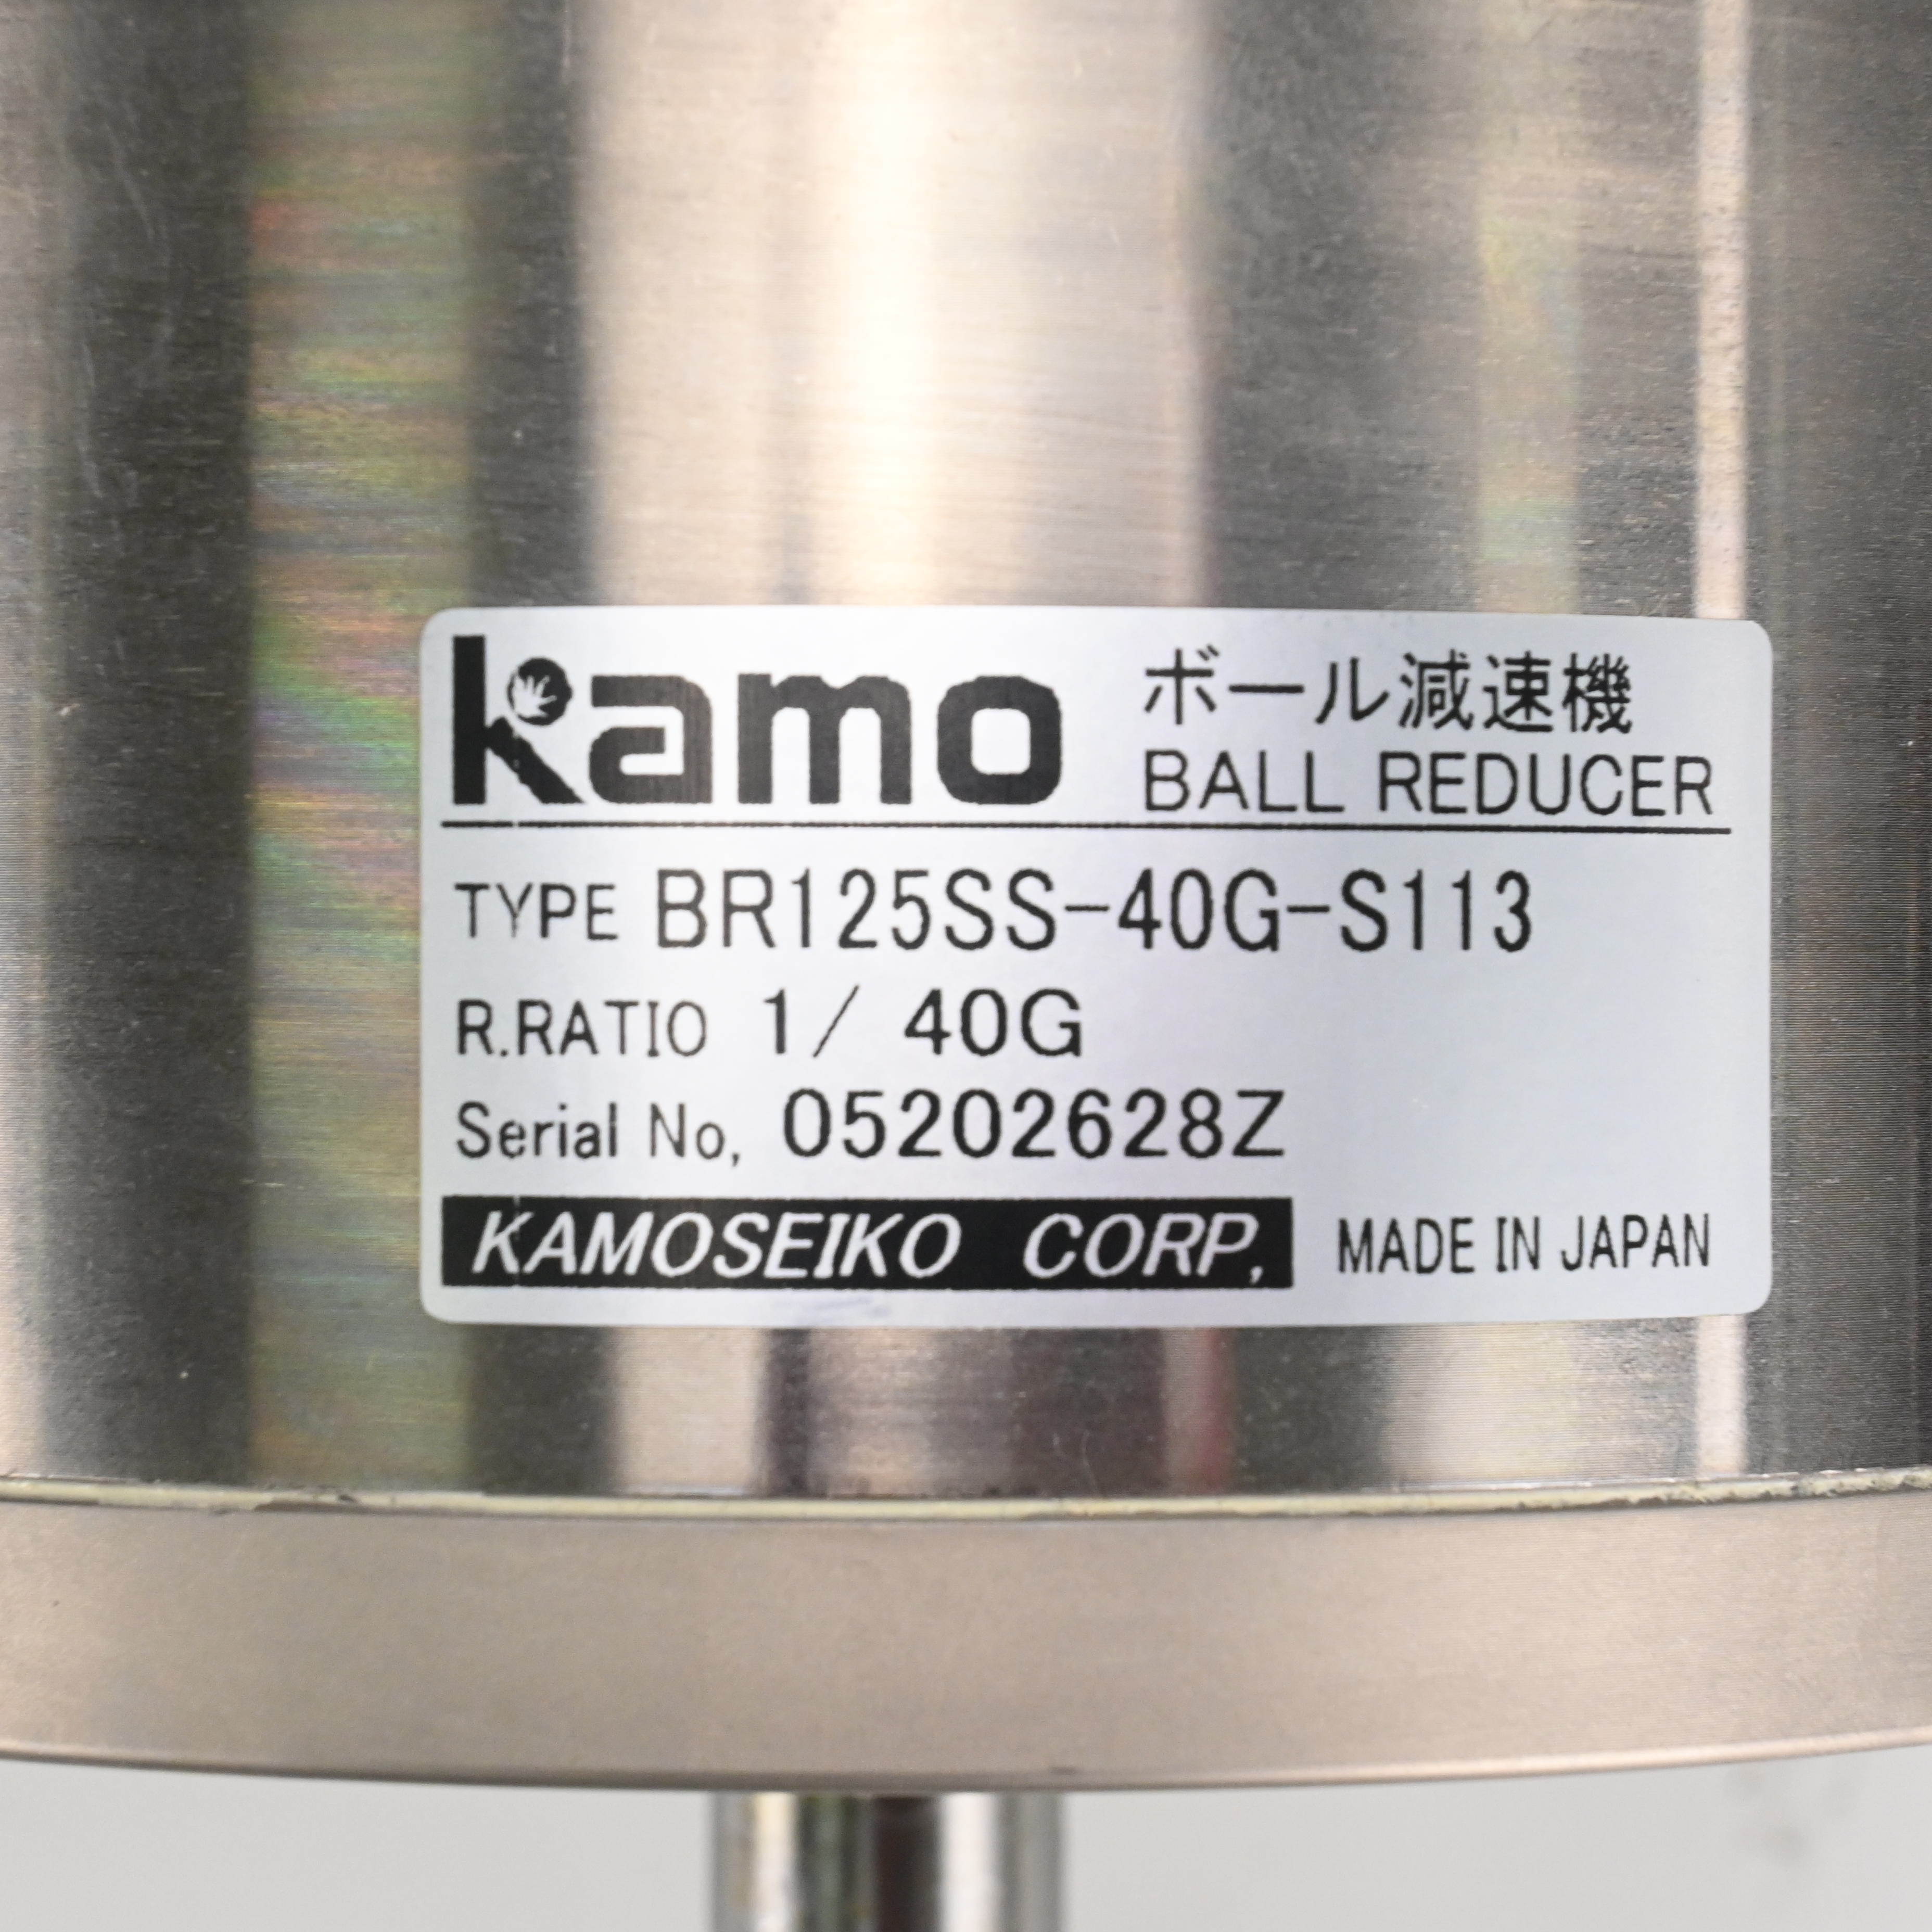 kamo
ボール減速機
BALL REDUCER
TYPE BR125SS-40G-S113
R.RATIO 1/ 40G
Serial No, 05202628Z
KAMOSEIKO CORP, MADE IN JAPAN